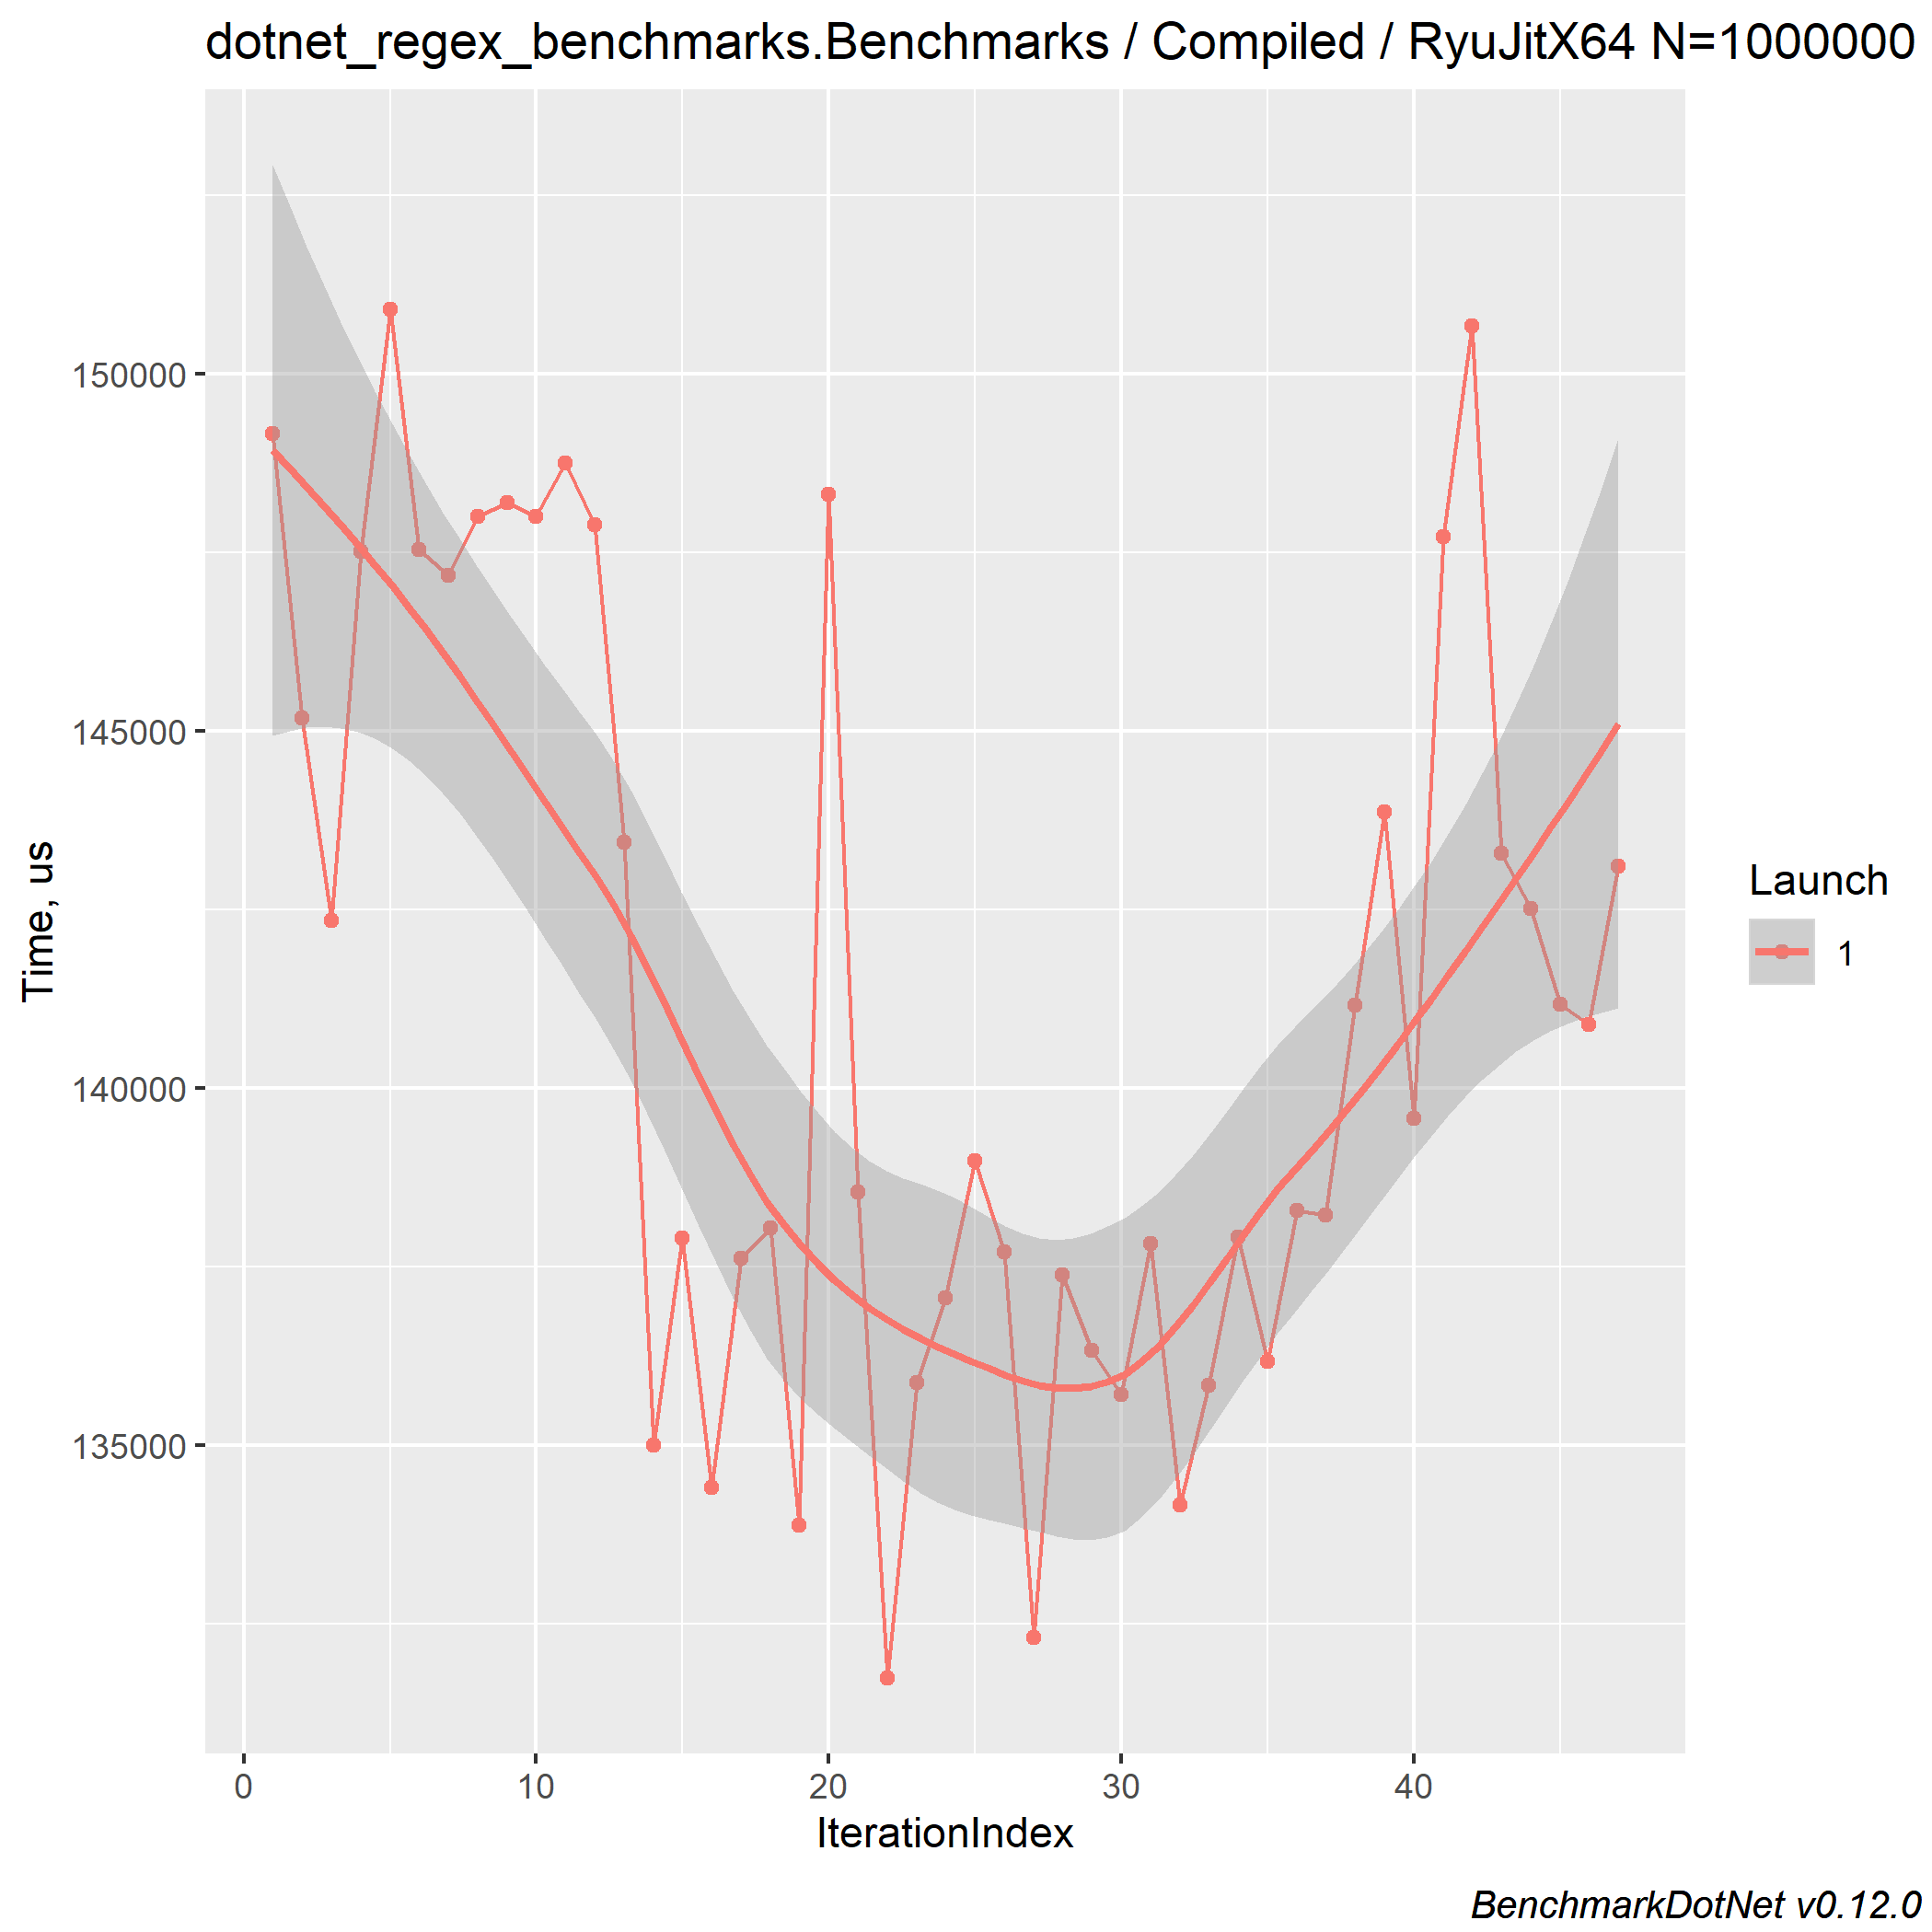 dotnet_regex_benchmarks.Benchmarks / Compiled / RyuJitX64 N=1000000
150000
145000
140000
135000
Time, us
0 10 20 30 40
IterationIndex
Launch
1
BenchmarkDotNet v0.12.0